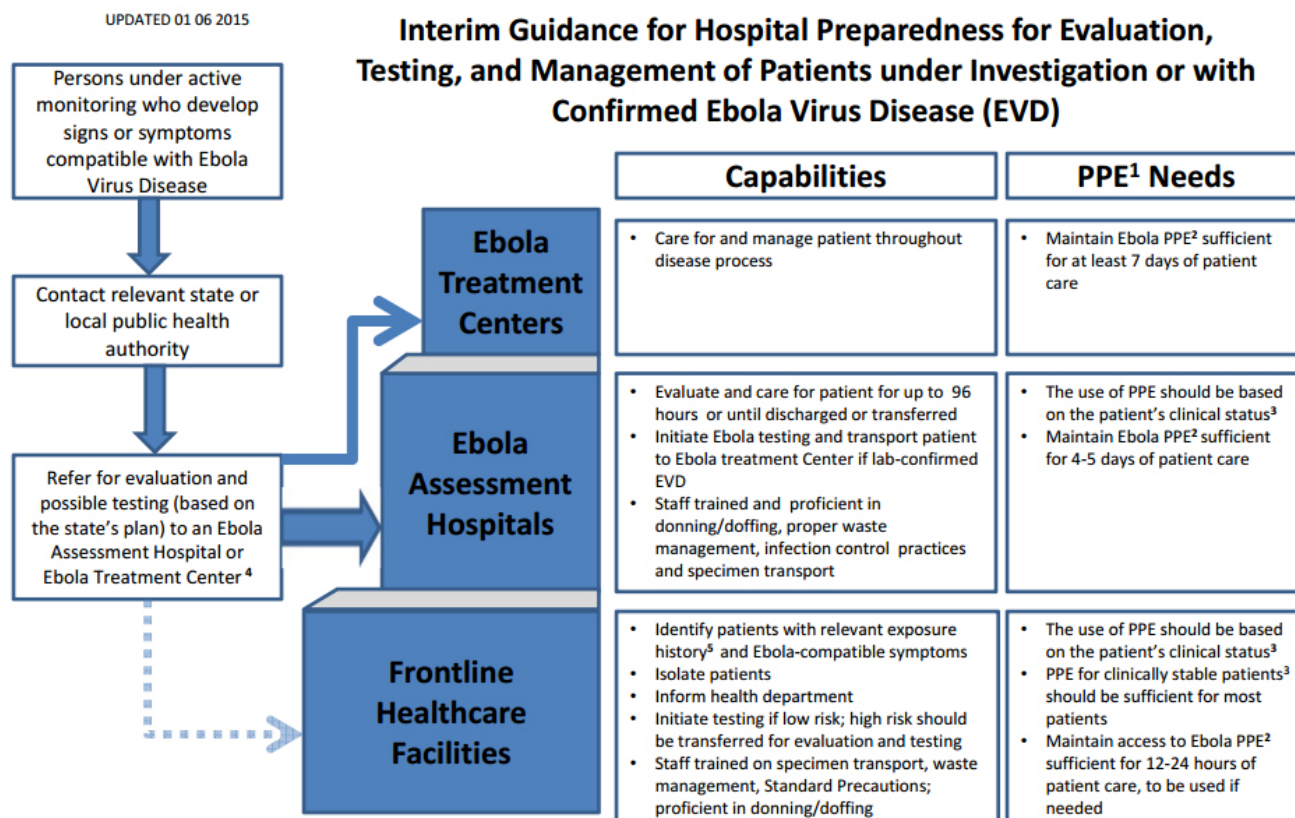 UPDATED 01 06 2015
Interim Guidance for Hospital Preparedness for Evaluation,
Testing, and Management of Patients under Investigation or with
Confirmed Ebola Virus Disease (EVD)
Persons under active
monitoring who develop
signs or symptoms
compatible with Ebola
Virus Disease
Contact relevant state or
local public health
authority
Refer for evaluation and
possible testing (based on
the state's plan) to an Ebola
Assessment Hospital or
Ebola Treatment Center ⁴
Capabilities
PPE¹ Needs
Ebola
Treatment
Centers
• Care for and manage patient throughout
disease process
• Maintain Ebola PPE² sufficient
for at least 7 days of patient
care
Ebola
Assessment
Hospitals
• Evaluate and care for patient for up to 96
hours or until discharged or transferred
• Initiate Ebola testing and transport patient
to Ebola treatment Center if lab-confirmed
EVD
• Staff trained and proficient in
donning/doffing, proper waste
management, infection control practices
and specimen transport
• The use of PPE should be based
on the patient's clinical status³
• Maintain Ebola PPE² sufficient
for 4-5 days of patient care
Frontline
Healthcare
Facilities
• Identify patients with relevant exposure
history⁵ and Ebola-compatible symptoms
• Isolate patients
• Inform health department
• Initiate testing if low risk; high risk should
be transferred for evaluation and testing
• Staff trained on specimen transport, waste
management, Standard Precautions;
proficient in donning/doffing
• The use of PPE should be based
on the patient's clinical status³
• PPE for clinically stable patients³
should be sufficient for most
patients
• Maintain access to Ebola PPE²
sufficient for 12-24 hours of
patient care, to be used if
needed